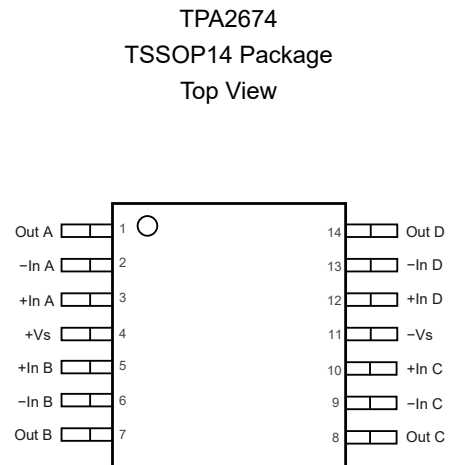 TPA2674
TSSOP14 Package
Top View
Out A 1 14 Out D
−In A 2 13 −In D
+In A 3 12 +In D
+Vs 4 11 −Vs
+In B 5 10 +In C
−In B 6 9 −In C
Out B 7 8 Out C